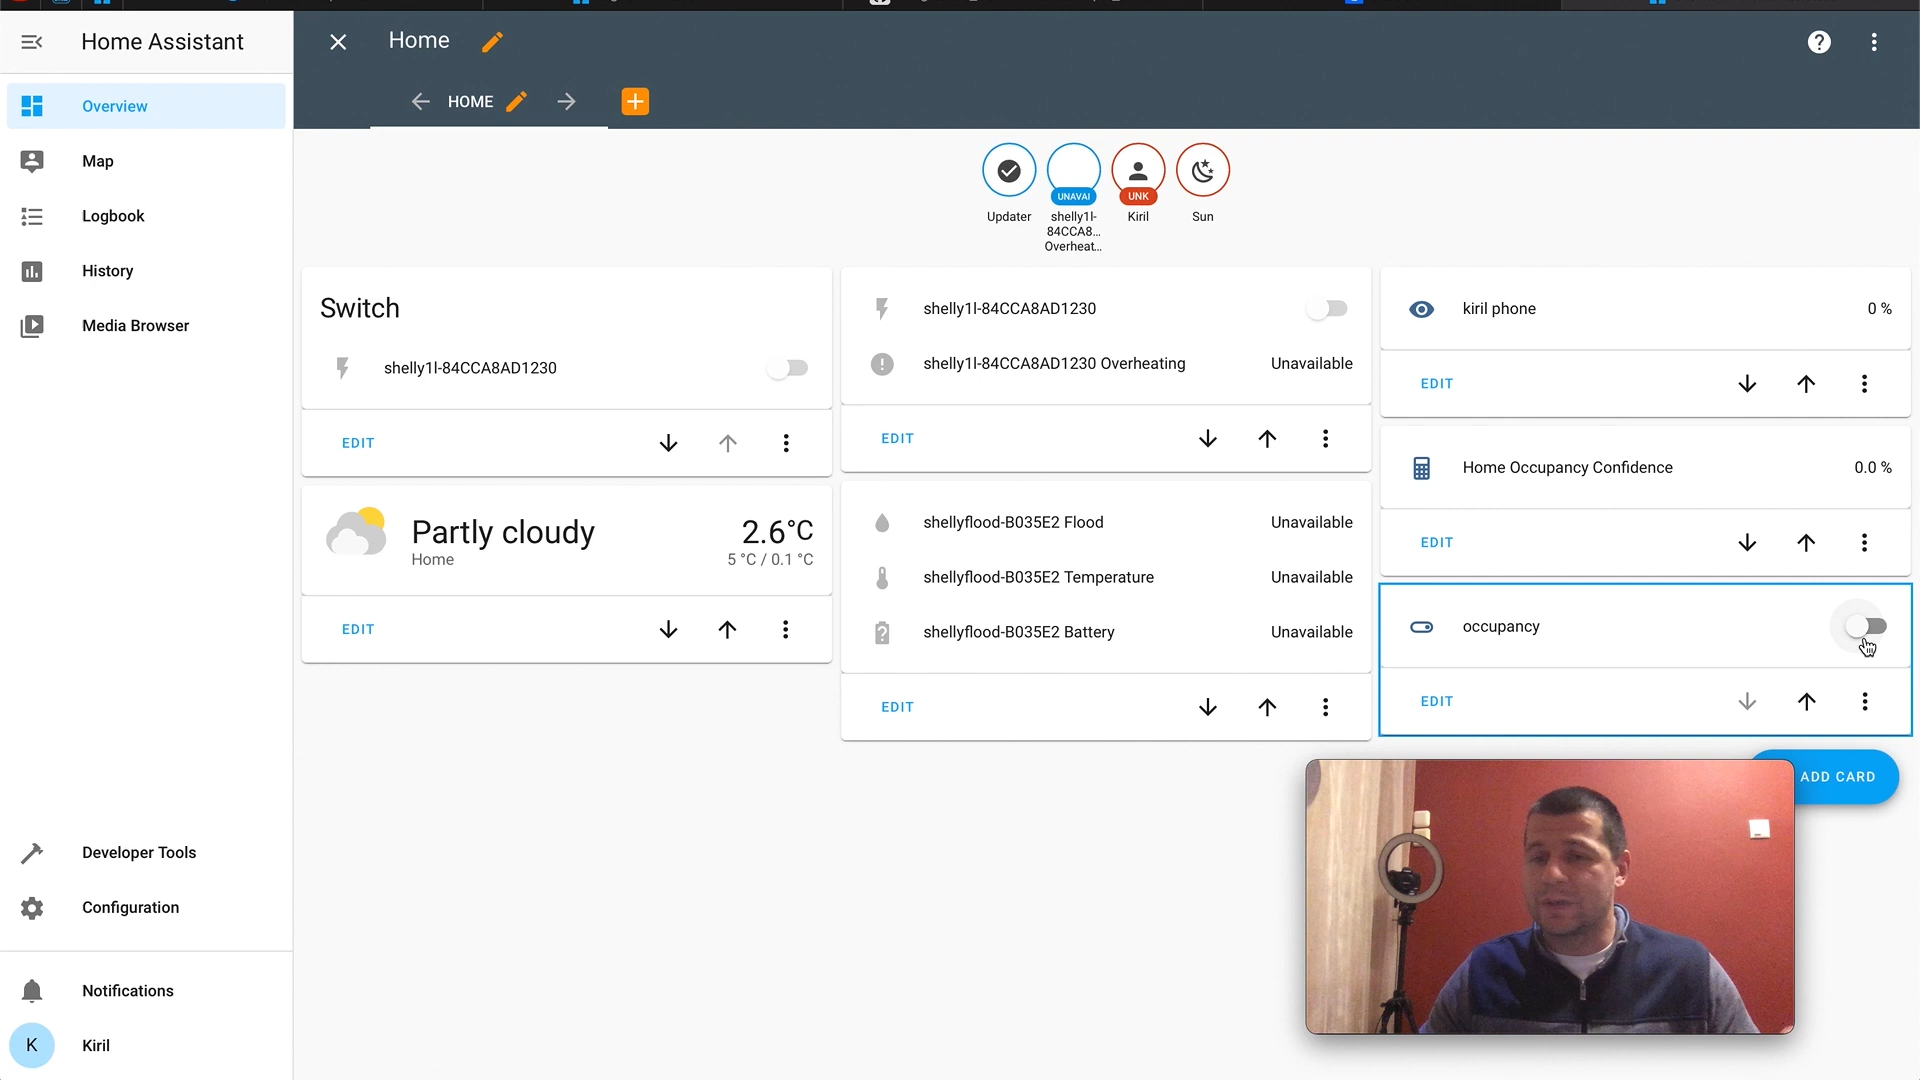 Home Assistant
Home
HOME
Overview
Map
Logbook
History
Media Browser
Developer Tools
Configuration
Notifications
K
Kiril
UNAVAI
UNK
Updater
shelly1l-
84CCA8...
Overheat...
Kiril
Sun
Switch
shelly1l-84CCA8AD1230
EDIT
Partly cloudy
Home
2.6°C
5 °C / 0.1 °C
EDIT
shelly1l-84CCA8AD1230
shelly1l-84CCA8AD1230 Overheating Unavailable
EDIT
shellyflood-B035E2 Flood Unavailable
shellyflood-B035E2 Temperature Unavailable
shellyflood-B035E2 Battery Unavailable
EDIT
kiril phone 0 %
EDIT
Home Occupancy Confidence 0.0 %
EDIT
occupancy
EDIT
ADD CARD